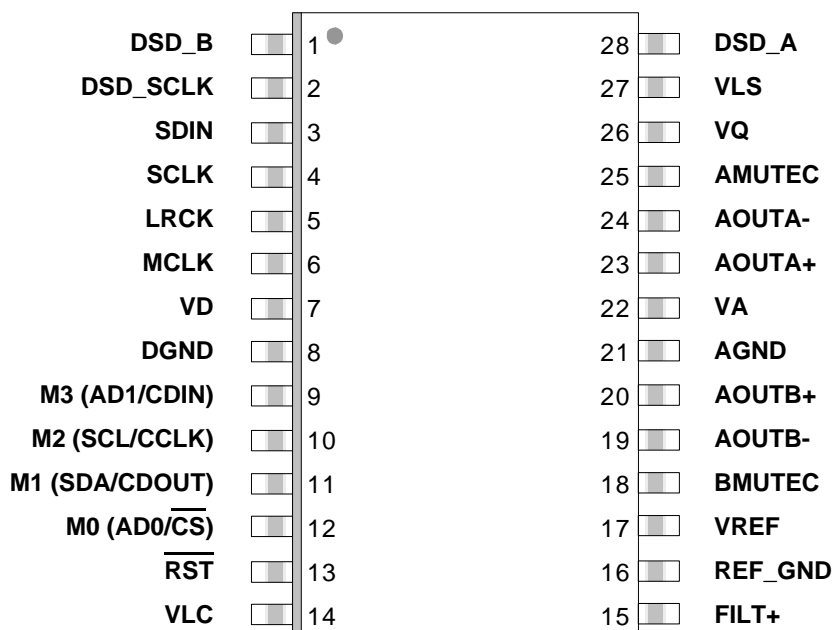 DSD_B 1 28 DSD_A
DSD_SCLK 2 27 VLS
SDIN 3 26 VQ
SCLK 4 25 AMUTEC
LRCK 5 24 AOUTA-
MCLK 6 23 AOUTA+
VD 7 22 VA
DGND 8 21 AGND
M3 (AD1/CDIN) 9 20 AOUTB+
M2 (SCL/CCLK) 10 19 AOUTB-
M1 (SDA/CDOUT) 11 18 BMUTEC
M0 (AD0/C̅S̅) 12 17 VREF
R̅S̅T̅ 13 16 REF_GND
VLC 14 15 FILT+